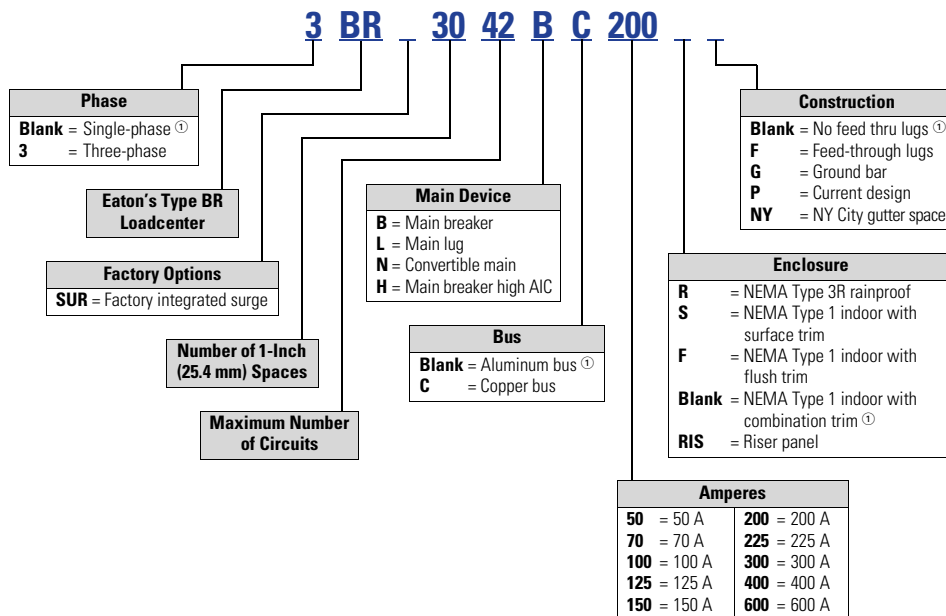 3 BR _ 30 42 B C 200 _ _
Phase
Blank = Single-phase ①
3 = Three-phase
Eaton's Type BR
Loadcenter
Factory Options
SUR = Factory integrated surge
Number of 1-Inch
(25.4 mm) Spaces
Maximum Number
of Circuits
Main Device
B = Main breaker
L = Main lug
N = Convertible main
H = Main breaker high AIC
Bus
Blank = Aluminum bus ①
C = Copper bus
Construction
Blank = No feed thru lugs ①
F = Feed-through lugs
G = Ground bar
P = Current design
NY = NY City gutter space
Enclosure
R = NEMA Type 3R rainproof
S = NEMA Type 1 indoor with
surface trim
F = NEMA Type 1 indoor with
flush trim
Blank = NEMA Type 1 indoor with
combination trim ①
RIS = Riser panel
Amperes
50 = 50 A 200 = 200 A
70 = 70 A 225 = 225 A
100 = 100 A 300 = 300 A
125 = 125 A 400 = 400 A
150 = 150 A 600 = 600 A